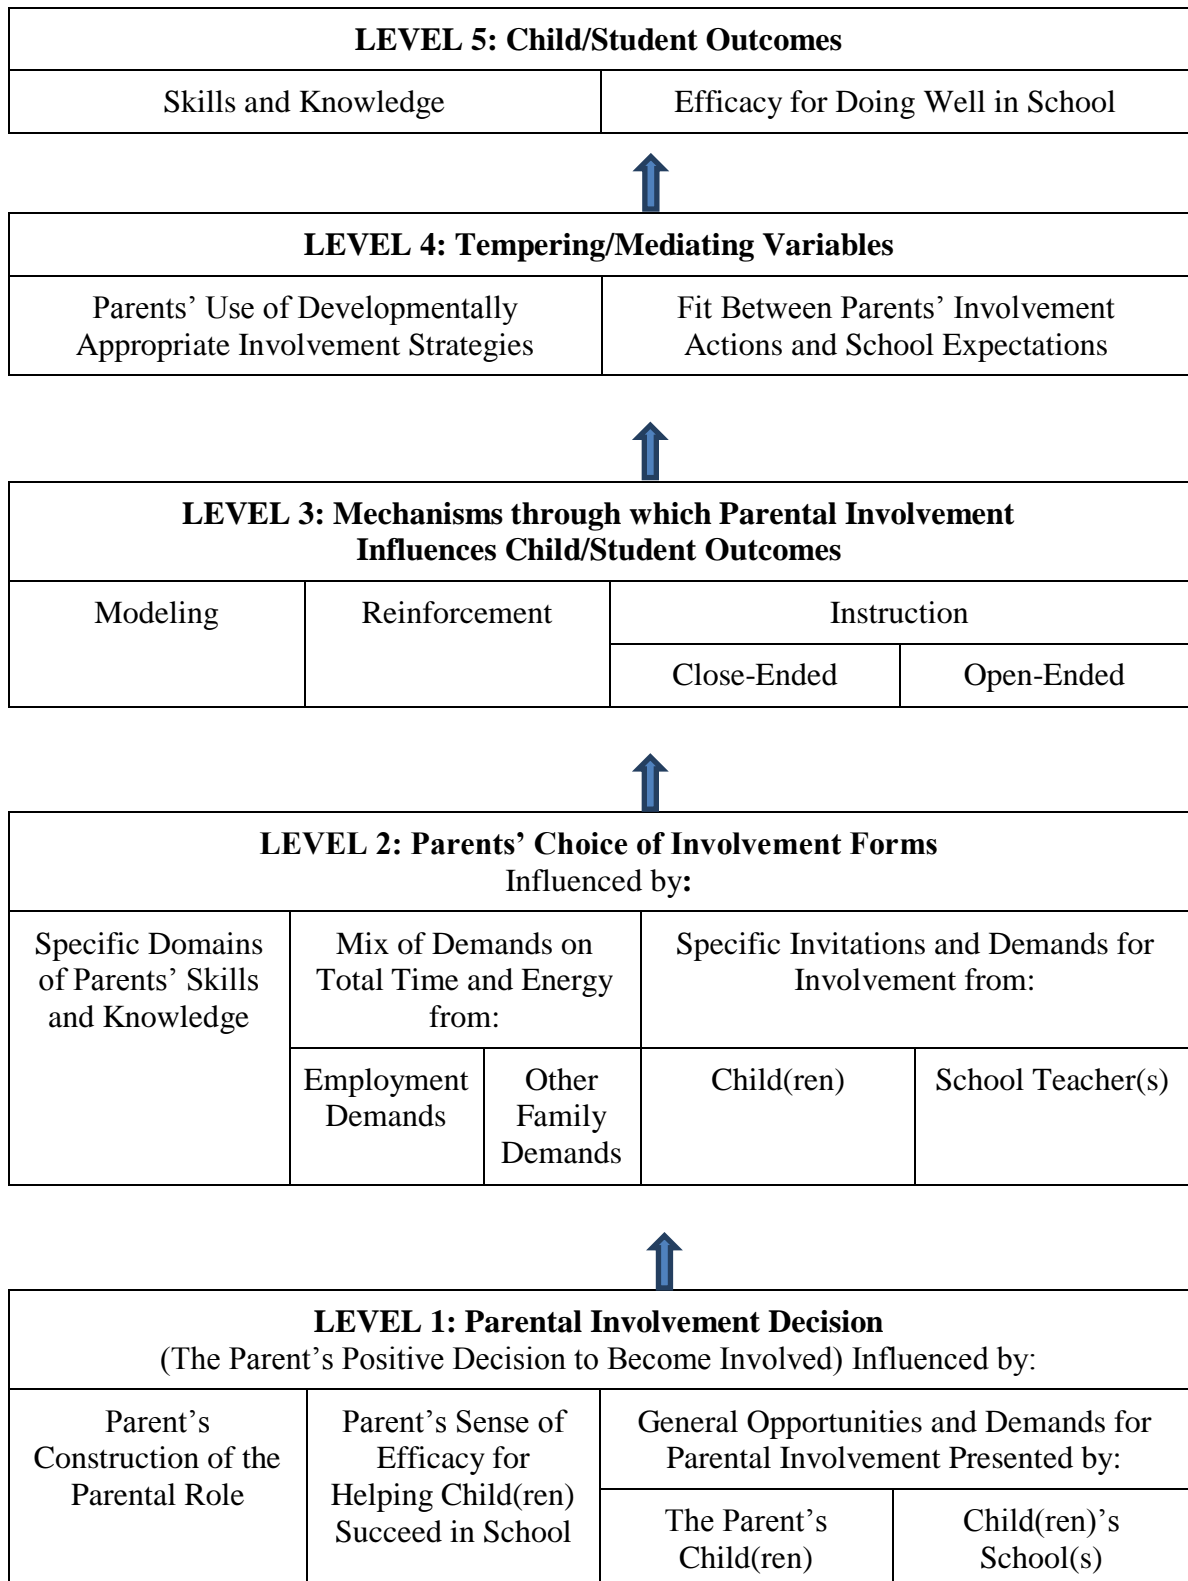 LEVEL 5: Child/Student Outcomes
Skills and Knowledge
Efficacy for Doing Well in School
LEVEL 4: Tempering/Mediating Variables
Parents’ Use of Developmentally
Appropriate Involvement Strategies
Fit Between Parents’ Involvement
Actions and School Expectations
LEVEL 3: Mechanisms through which Parental Involvement
Influences Child/Student Outcomes
Modeling
Reinforcement
Instruction
Close-Ended
Open-Ended
LEVEL 2: Parents’ Choice of Involvement Forms
Influenced by:
Specific Domains
of Parents’ Skills
and Knowledge
Mix of Demands on
Total Time and Energy
from:
Employment
Demands
Other
Family
Demands
Specific Invitations and Demands for
Involvement from:
Child(ren)
School Teacher(s)
LEVEL 1: Parental Involvement Decision
(The Parent’s Positive Decision to Become Involved) Influenced by:
Parent’s
Construction of the
Parental Role
Parent’s Sense of
Efficacy for
Helping Child(ren)
Succeed in School
General Opportunities and Demands for
Parental Involvement Presented by:
The Parent’s
Child(ren)
Child(ren)’s
School(s)